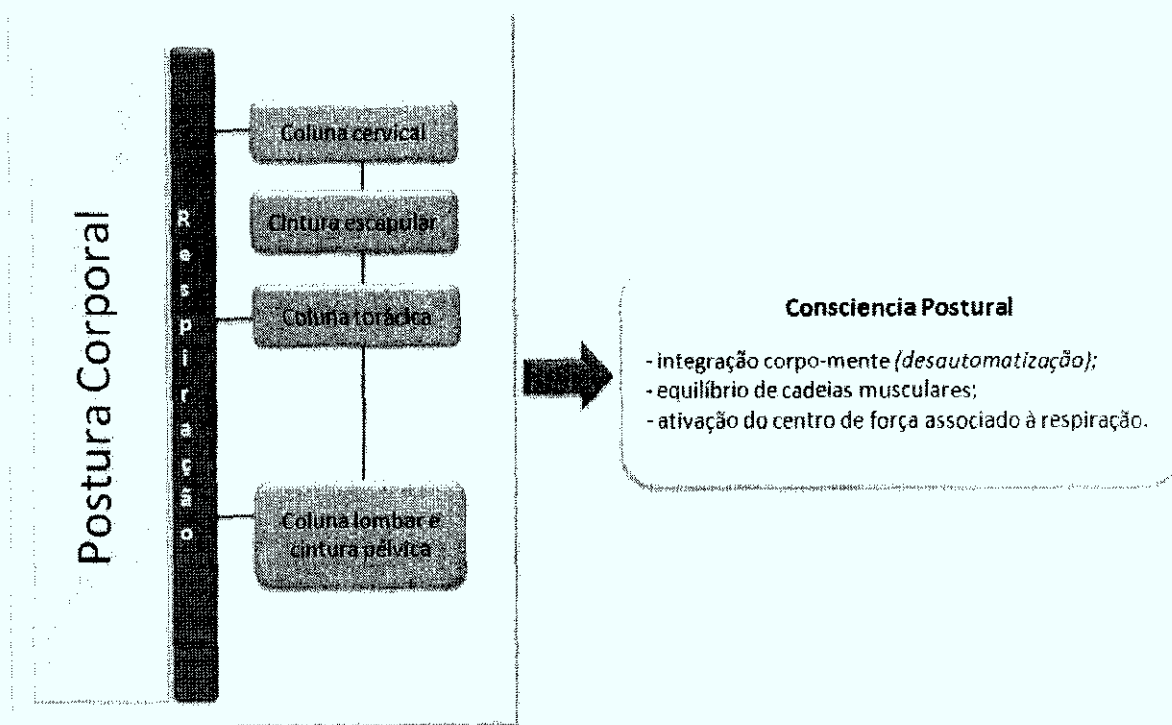 Postura Corporal
Respiração
Coluna cervical
Cintura escapular
Coluna torácica
Coluna lombar e
cintura pélvica
Consciencia Postural
- integração corpo-mente (desautomatização);
- equilíbrio de cadeias musculares;
- ativação do centro de força associado à respiração.